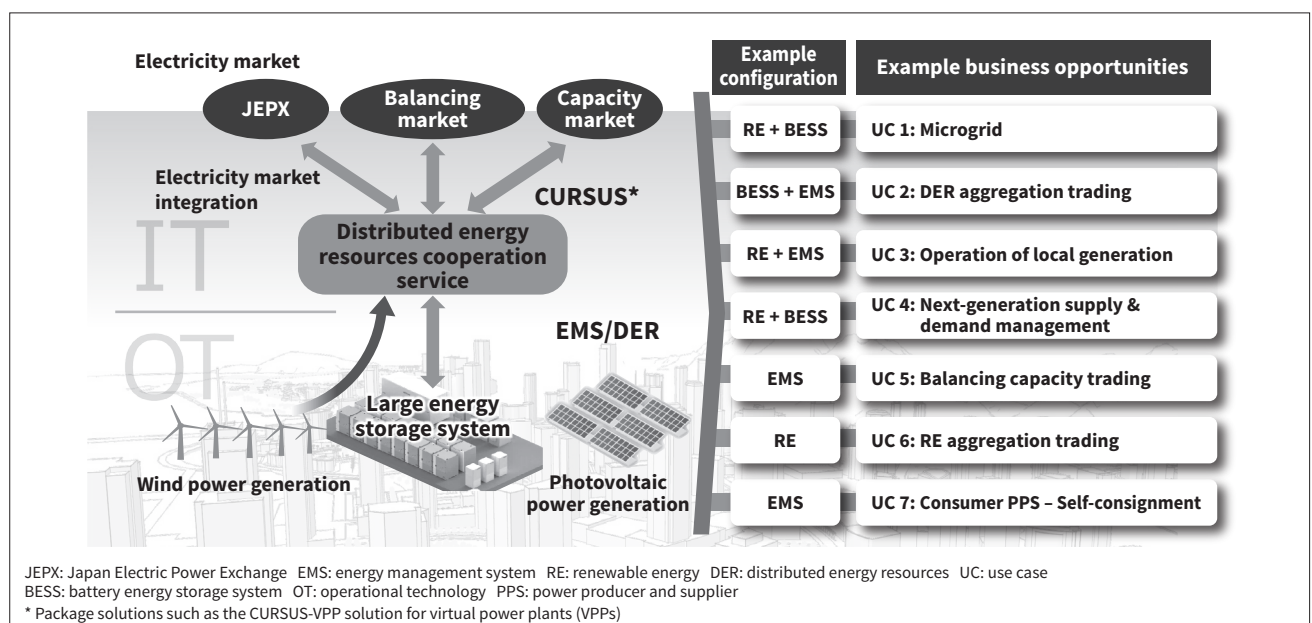 Electricity market
JEPX
Balancing
market
Capacity
market
Electricity market
integration
CURSUS*
IT
Distributed energy
resources cooperation
service
OT
EMS/DER
Large energy
storage system
Wind power generation
Photovoltaic
power generation
Example
configuration
Example business opportunities
RE + BESS
UC 1: Microgrid
BESS + EMS
UC 2: DER aggregation trading
RE + EMS
UC 3: Operation of local generation
RE + BESS
UC 4: Next-generation supply &
demand management
EMS
UC 5: Balancing capacity trading
RE
UC 6: RE aggregation trading
EMS
UC 7: Consumer PPS – Self-consignment
JEPX: Japan Electric Power Exchange EMS: energy management system RE: renewable energy DER: distributed energy resources UC: use case
BESS: battery energy storage system OT: operational technology PPS: power producer and supplier
* Package solutions such as the CURSUS-VPP solution for virtual power plants (VPPs)